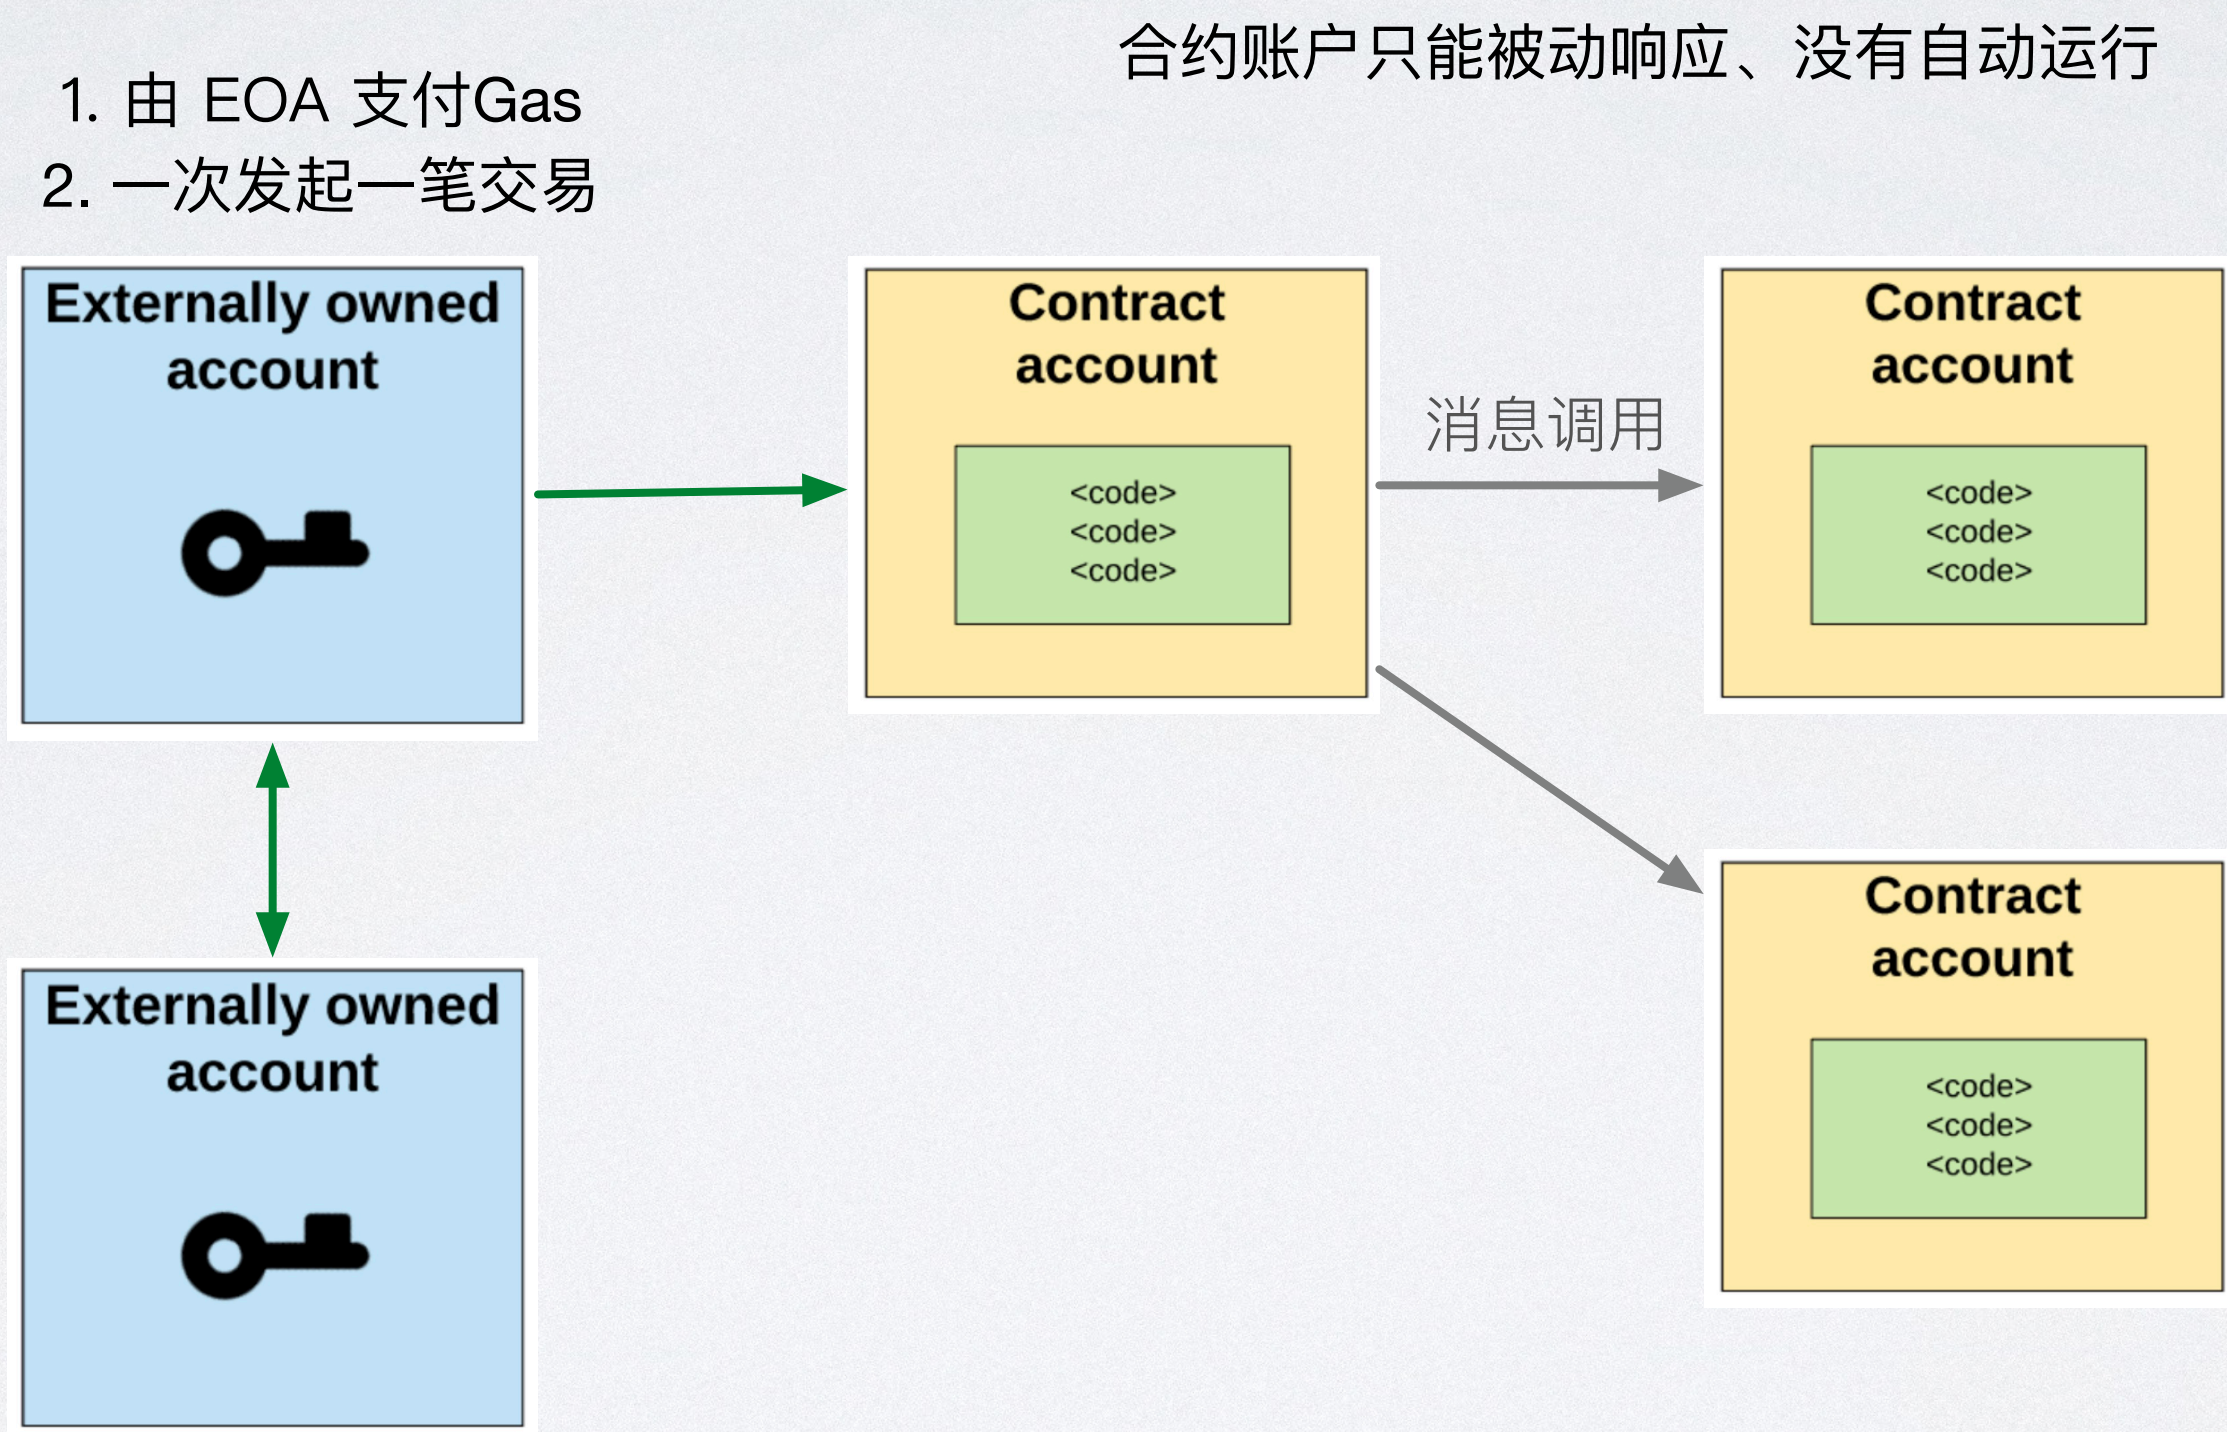 合约账户只能被动响应、没有自动运行
1. 由 EOA 支付Gas
2. 一次发起一笔交易
Externally owned
account
Contract
account
<code>
<code>
<code>
消息调用
Contract
account
<code>
<code>
<code>
Externally owned
account
Contract
account
<code>
<code>
<code>